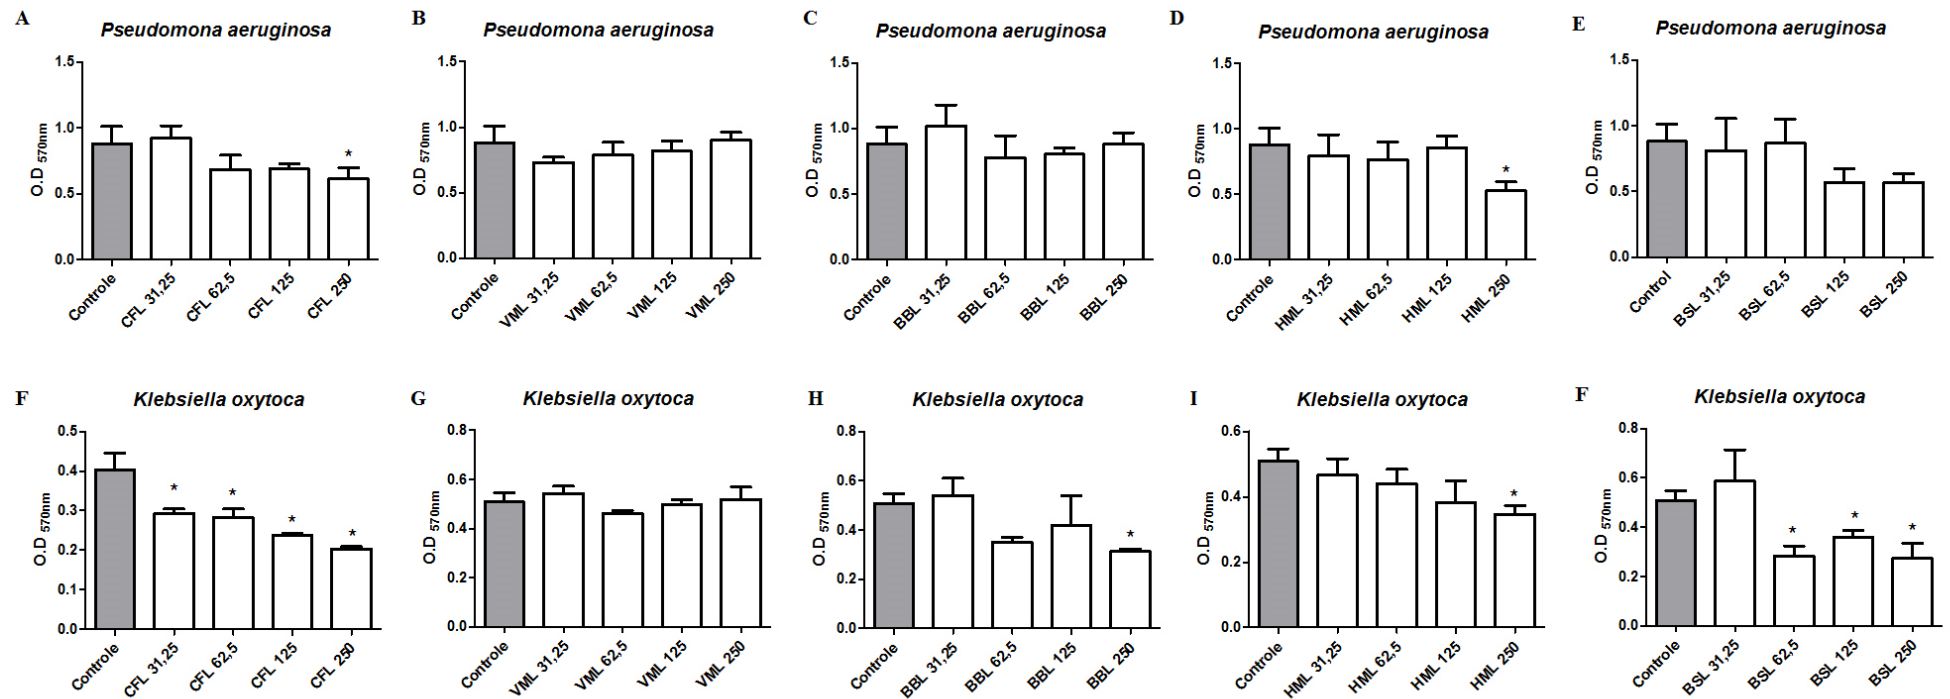 A
Pseudomona aeruginosa
O.D 570nm
1.5
1.0
0.5
0.0
*
Controle
CFL 31,25
CFL 62,5
CFL 125
CFL 250
B
Pseudomona aeruginosa
O.D 570nm
1.5
1.0
0.5
0.0
Controle
VML 31,25
VML 62,5
VML 125
VML 250
C
Pseudomona aeruginosa
O.D 570nm
1.5
1.0
0.5
0.0
Controle
BBL 31,25
BBL 62,5
BBL 125
BBL 250
D
Pseudomona aeruginosa
O.D 570nm
1.5
1.0
0.5
0.0
*
Controle
HML 31,25
HML 62,5
HML 125
HML 250
E
Pseudomona aeruginosa
O.D 570nm
1.5
1.0
0.5
0.0
Control
BSL 31,25
BSL 62,5
BSL 125
BSL 250
F
Klebsiella oxytoca
O.D 570nm
0.5
0.4
0.3
0.2
0.1
0.0
*
*
*
*
Controle
CFL 31,25
CFL 62,5
CFL 125
CFL 250
G
Klebsiella oxytoca
O.D 570nm
0.8
0.6
0.4
0.2
0.0
Controle
VML 31,25
VML 62,5
VML 125
VML 250
H
Klebsiella oxytoca
O.D 570nm
0.8
0.6
0.4
0.2
0.0
*
Controle
BBL 31,25
BBL 62,5
BBL 125
BBL 250
I
Klebsiella oxytoca
O.D 570nm
0.6
0.4
0.2
0.0
*
Controle
HML 31,25
HML 62,5
HML 125
HML 250
F
Klebsiella oxytoca
O.D 570nm
0.8
0.6
0.4
0.2
0.0
*
*
*
Controle
BSL 31,25
BSL 62,5
BSL 125
BSL 250